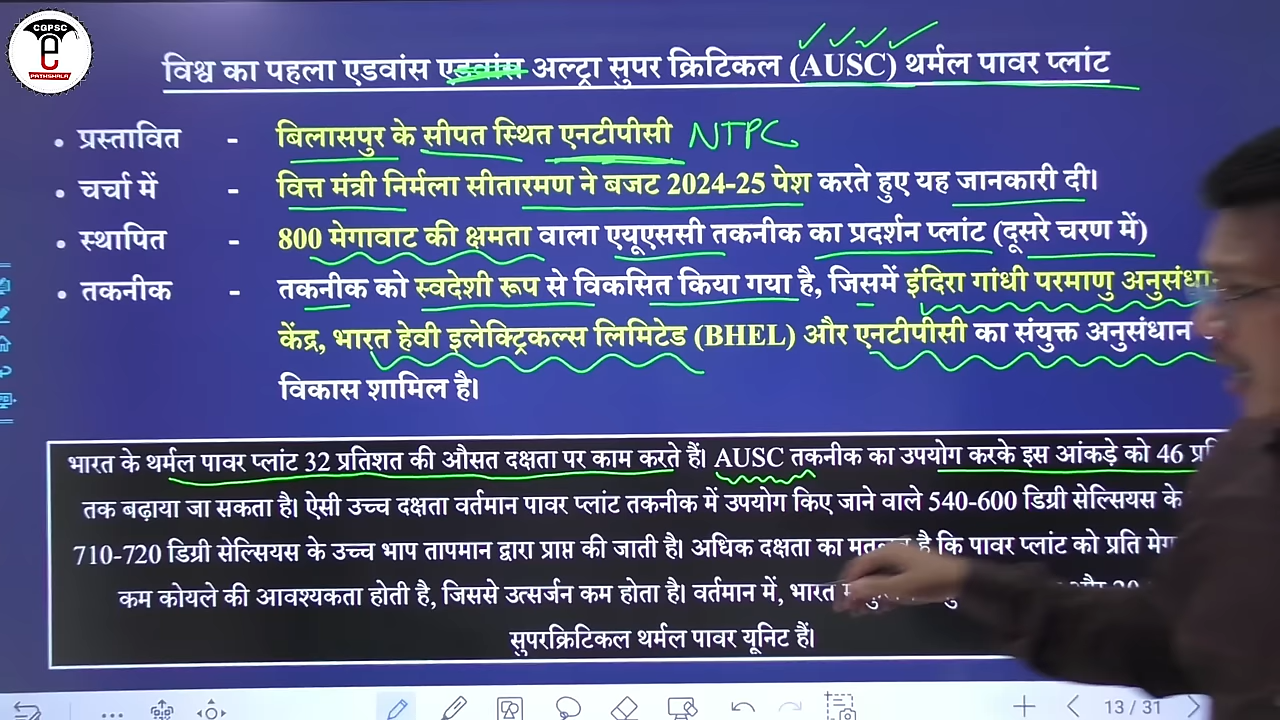 CGPSC
e
PATHSHALA
विश्व का पहला एडवांस एडवांस अल्ट्रा सुपर क्रिटिकल (AUSC) थर्मल पावर प्लांट
• प्रस्तावित - बिलासपुर के सीपत स्थित एनटीपीसी NTPC
• चर्चा में - वित्त मंत्री निर्मला सीतारमण ने बजट 2024-25 पेश करते हुए यह जानकारी दी।
• स्थापित - 800 मेगावाट की क्षमता वाला एयूएससी तकनीक का प्रदर्शन प्लांट (दूसरे चरण में)
• तकनीक - तकनीक को स्वदेशी रूप से विकसित किया गया है, जिसमें इंदिरा गांधी परमाणु
केंद्र, भारत हेवी इलेक्ट्रिकल्स लिमिटेड (BHEL) और एनटीपीसी का संयुक्त अनुसंधान
विकास शामिल है।
भारत के थर्मल पावर प्लांट 32 प्रतिशत की औसत दक्षता पर काम करते हैं। AUSC तकनीक का उपयोग करके इस आंकड़े को 46
तक बढ़ाया जा सकता है। ऐसी उच्च दक्षता वर्तमान पावर प्लांट तकनीक में उपयोग किए जाने वाले 540-600 डिग्री सेल्सियस के
710-720 डिग्री सेल्सियस के उच्च भाप तापमान द्वारा प्राप्त की जाती है। अधिक दक्षता का मतलब है कि पावर प्लांट को प्रति
कम कोयले की आवश्यकता होती है, जिससे उत्सर्जन कम होता है। वर्तमान में, भारत
सुपरक्रिटिकल थर्मल पावर यूनिट हैं।
13 / 31